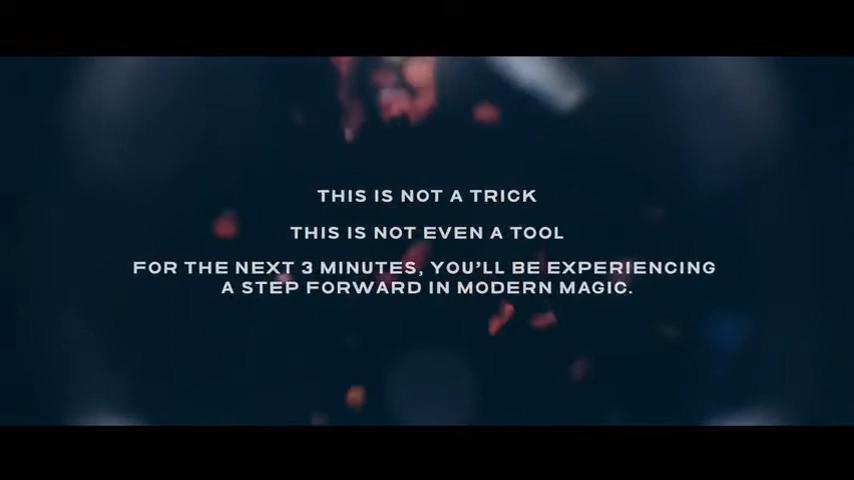 THIS IS NOT A TRICK
THIS IS NOT EVEN A TOOL
FOR THE NEXT 3 MINUTES, YOU'LL BE EXPERIENCING
A STEP FORWARD IN MODERN MAGIC.